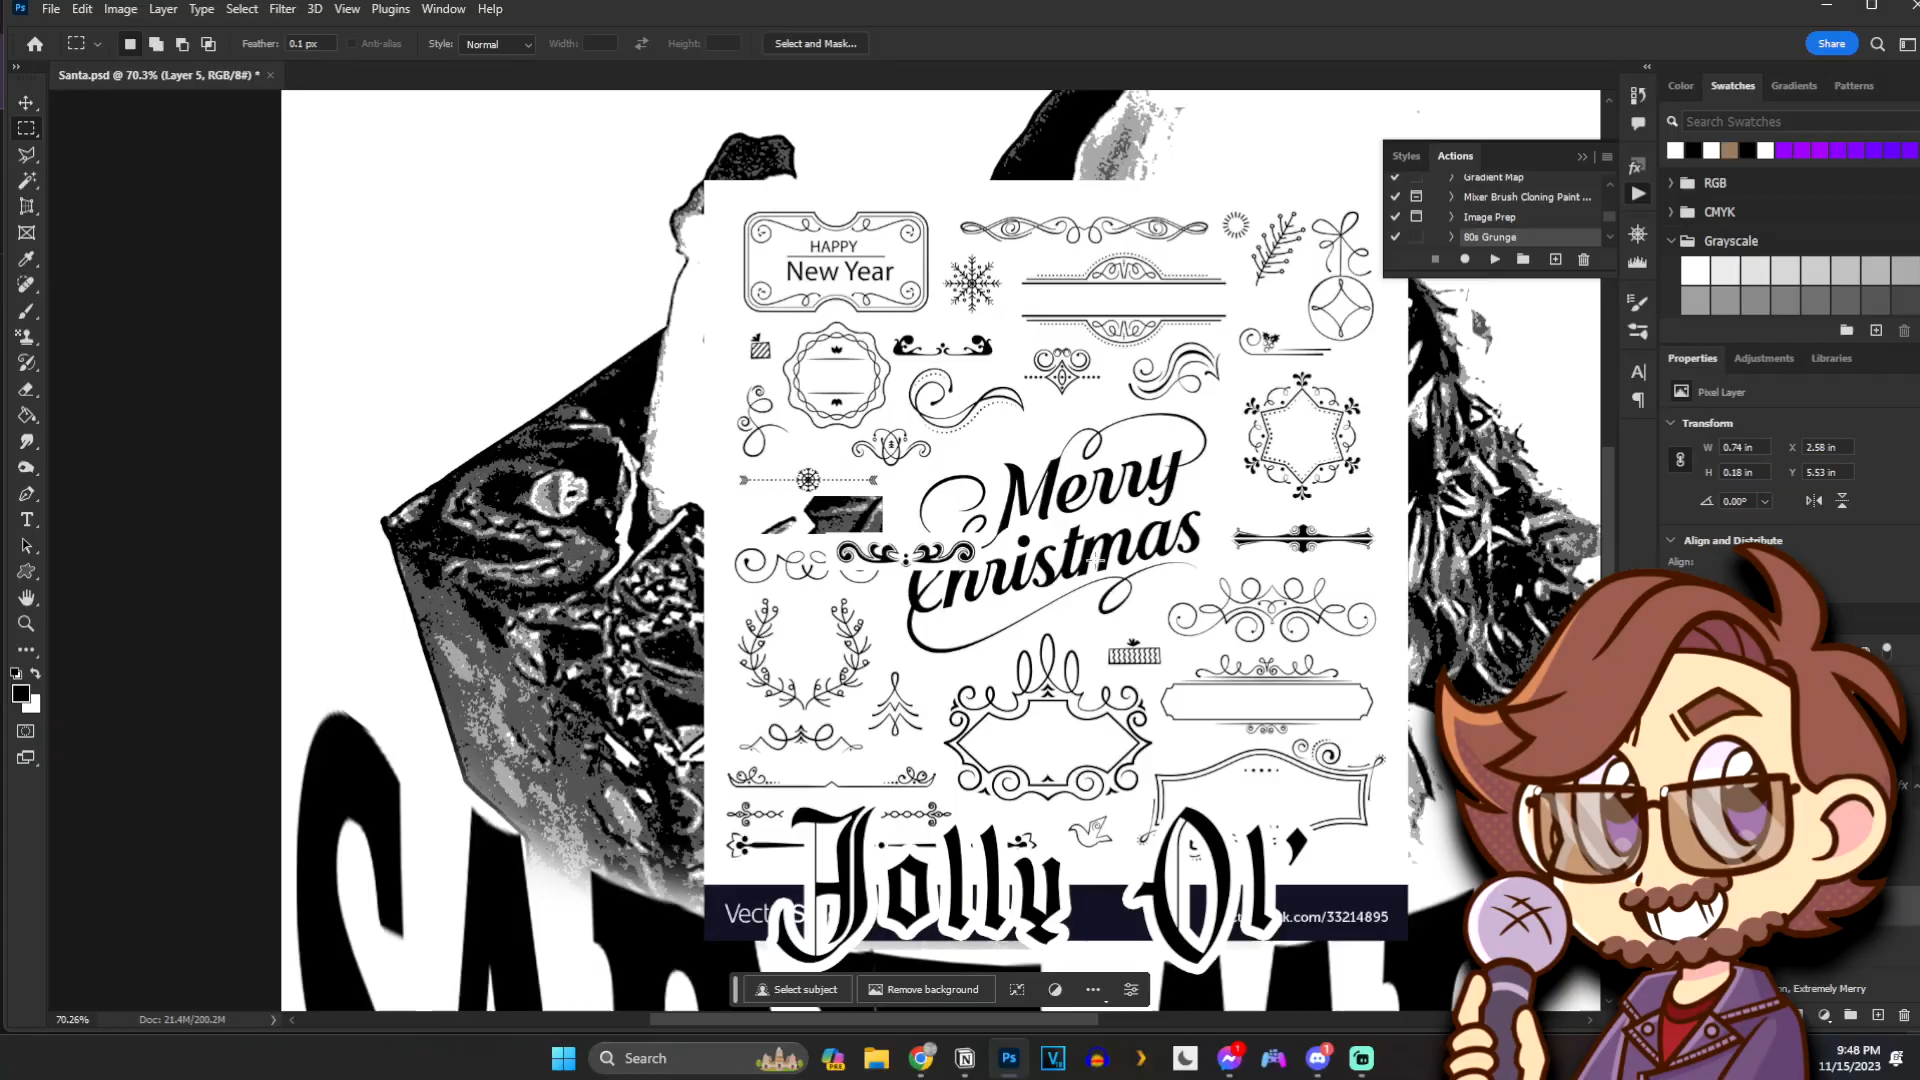 File Edit Image Layer Type Select Filter 3D View Plugins Window Help
Feather: 0.1 px Anti-alias Style: Normal Width: Height: Select and Mask... Share
Santa.psd @ 70.3% (Layer 5, RGB/8#) *
Color Swatches Gradients Patterns
Search Swatches
RGB
CMYK
Grayscale
Styles Actions
Gradient Map
Mixer Brush Cloning Paint ...
Image Prep
80s Grunge
Properties Adjustments Libraries
Pixel Layer
Transform
W 0.74 in X 2.58 in
H 0.18 in Y 5.53 in
0.00°
Align and Distribute
Align:
HAPPY
New Year
Merry
Christmas
Jolly Ol'
.com/33214895
Select subject Remove background
, Extremely Merry
70.26% Doc: 21.4M/200.2M
Search
9:48 PM
11/15/2023